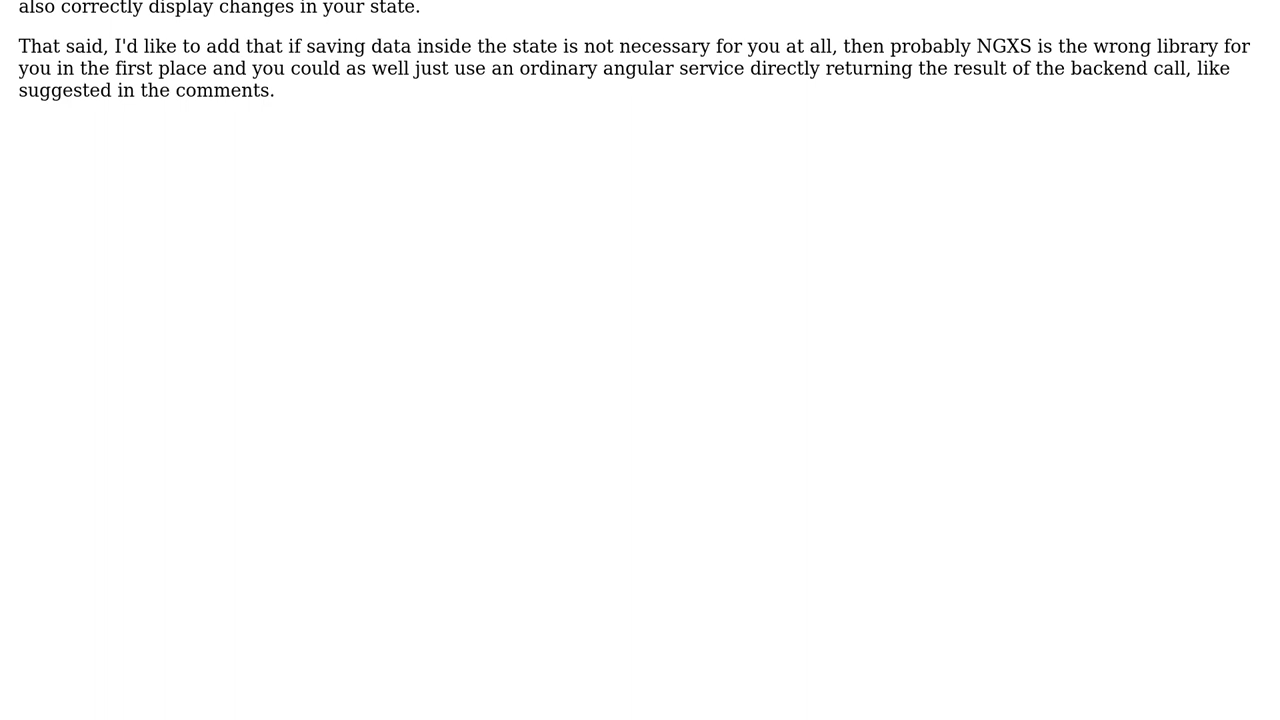 also correctly display changes in your state.
That said, I'd like to add that if saving data inside the state is not necessary for you at all, then probably NGXS is the wrong library for
you in the first place and you could as well just use an ordinary angular service directly returning the result of the backend call, like
suggested in the comments.